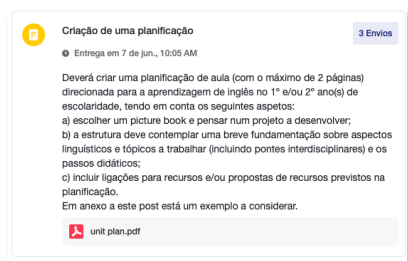 Criação de uma planificação
3 Envios
Entrega em 7 de jun., 10:05 AM
Deverá criar uma planificação de aula (com o máximo de 2 páginas)
direcionada para a aprendizagem de inglês no 1º e/ou 2º ano(s) de
escolaridade, tendo em conta os seguintes aspetos:
a) escolher um picture book e pensar num projeto a desenvolver;
b) a estrutura deve contemplar uma breve fundamentação sobre aspectos
linguísticos e tópicos a trabalhar (incluindo pontes interdisciplinares) e os
passos didáticos;
c) incluir ligações para recursos e/ou propostas de recursos previstos na
planificação.
Em anexo a este post está um exemplo a considerar.
unit plan.pdf